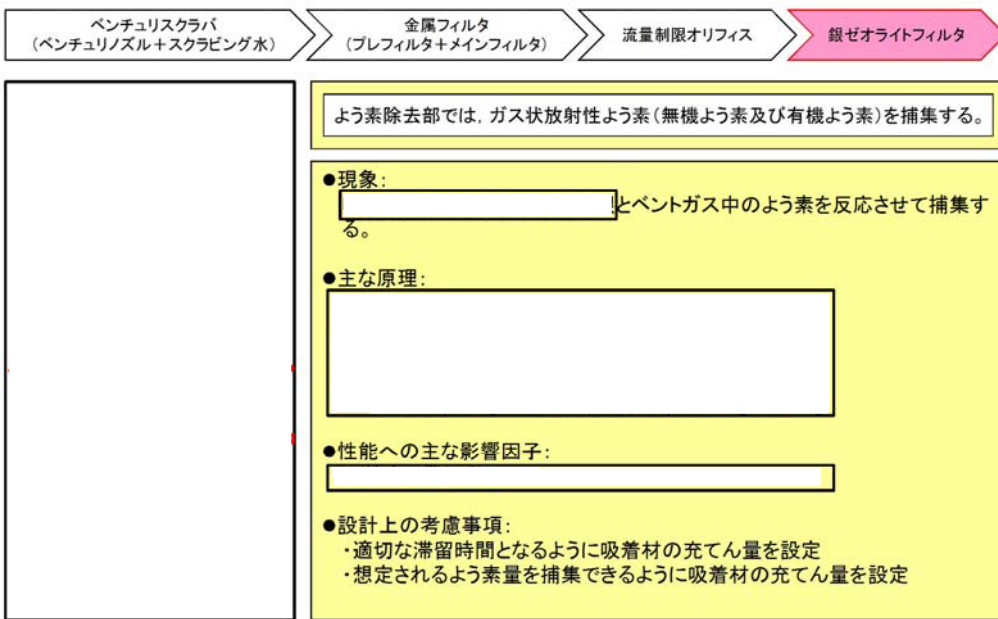 ベンチュリスクラバ
(ベンチュリノズル+スクラビング水)
金属フィルタ
(プレフィルタ+メインフィルタ)
流量制限オリフィス
銀ゼオライトフィルタ
よう素除去部では，ガス状放射性よう素(無機よう素及び有機よう素)を捕集する。
●現象:
とベントガス中のよう素を反応させて捕集す
る。
●主な原理:
●性能への主な影響因子:
●設計上の考慮事項:
・適切な滞留時間となるように吸着材の充てん量を設定
・想定されるよう素量を捕集できるように吸着材の充てん量を設定